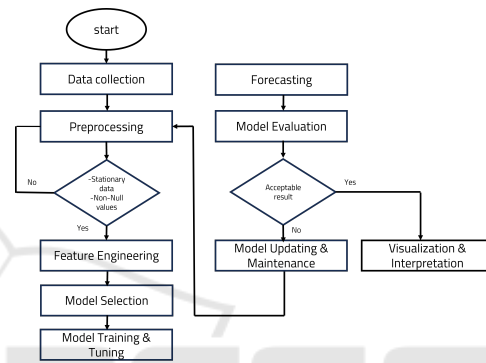 start
Data collection
Preprocessing
No
-Stationary
data
-Non-Null
values
Yes
Feature Engineering
Model Selection
Model Training &
Tuning
Forecasting
Model Evaluation
Acceptable
result
Yes
No
Model Updating &
Maintenance
Visualization &
Interpretation